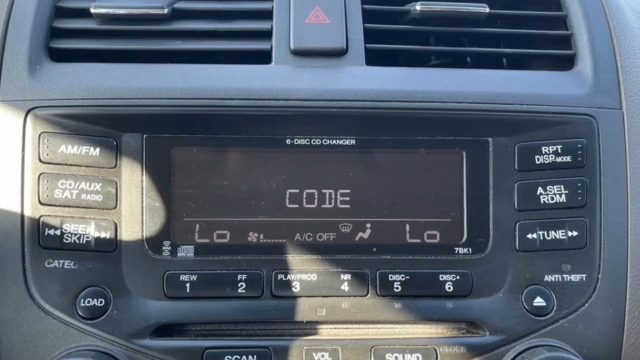 6-DISC CD CHANGER
AM/FM
CD/AUX
SAT RADIO
SEEK
SKIP
CATEG
LOAD
CODE
Lo
A/C OFF
Lo
7BK1
RPT
DISP-MODE
A.SEL
RDM
TUNE
ANTI THEFT
REW
1
FF
2
PLAY/PROG
3
NR
4
DISC-
5
DISC+
6
SCAN
VOL
SOUND
CLOCK